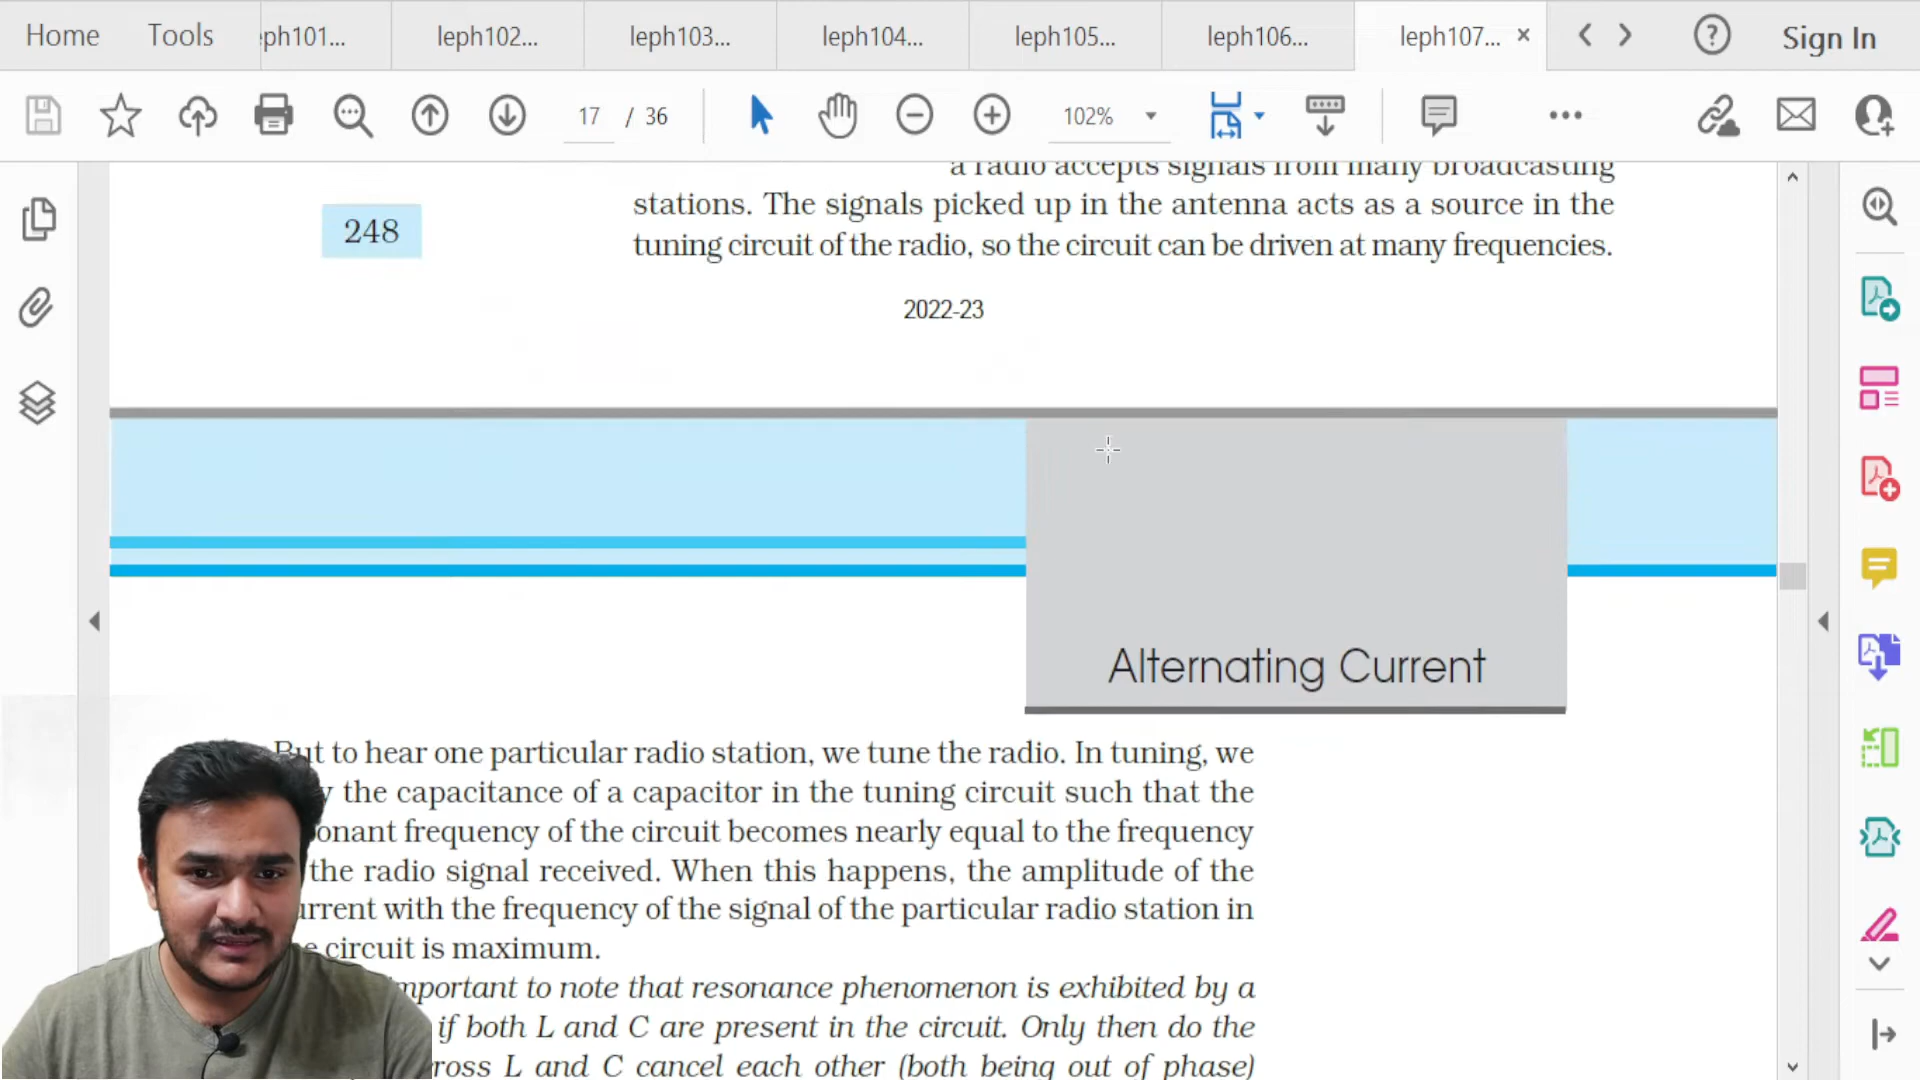 Home Tools ph101... leph102... leph103... leph104... leph105... leph106... leph107... Sign In
17 / 36 102%
a radio accepts signals from many broadcasting
248 stations. The signals picked up in the antenna acts as a source in the
tuning circuit of the radio, so the circuit can be driven at many frequencies.
2022-23
Alternating Current
But to hear one particular radio station, we tune the radio. In tuning, we
the capacitance of a capacitor in the tuning circuit such that the
onant frequency of the circuit becomes nearly equal to the frequency
the radio signal received. When this happens, the amplitude of the
urrent with the frequency of the signal of the particular radio station in
e circuit is maximum.
mportant to note that resonance phenomenon is exhibited by a
if both L and C are present in the circuit. Only then do the
ross L and C cancel each other (both being out of phase)